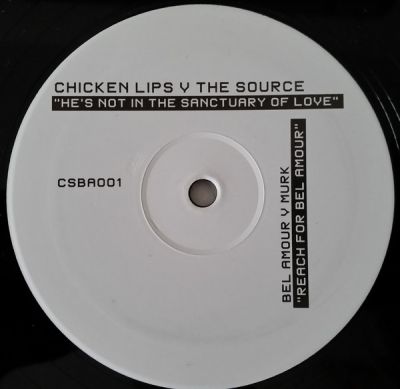 CHICKEN LIPS V THE SOURCE
"HE'S NOT IN THE SANCTUARY OF LOVE"
CSBA001
BEL AMOUR V MURK
"REACH FOR BEL AMOUR"